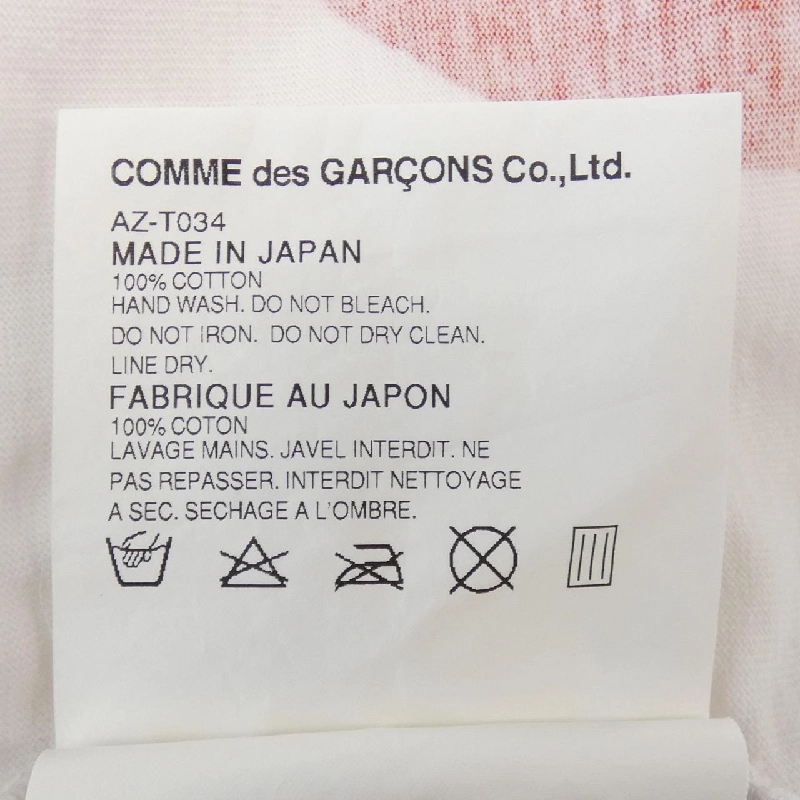 COMME des GARÇONS Co.,Ltd.
AZ-T034
MADE IN JAPAN
100% COTTON
HAND WASH. DO NOT BLEACH.
DO NOT IRON. DO NOT DRY CLEAN.
LINE DRY.
FABRIQUE AU JAPON
100% COTON
LAVAGE MAINS. JAVEL INTERDIT. NE
PAS REPASSER. INTERDIT NETTOYAGE
A SEC. SECHAGE A L'OMBRE.